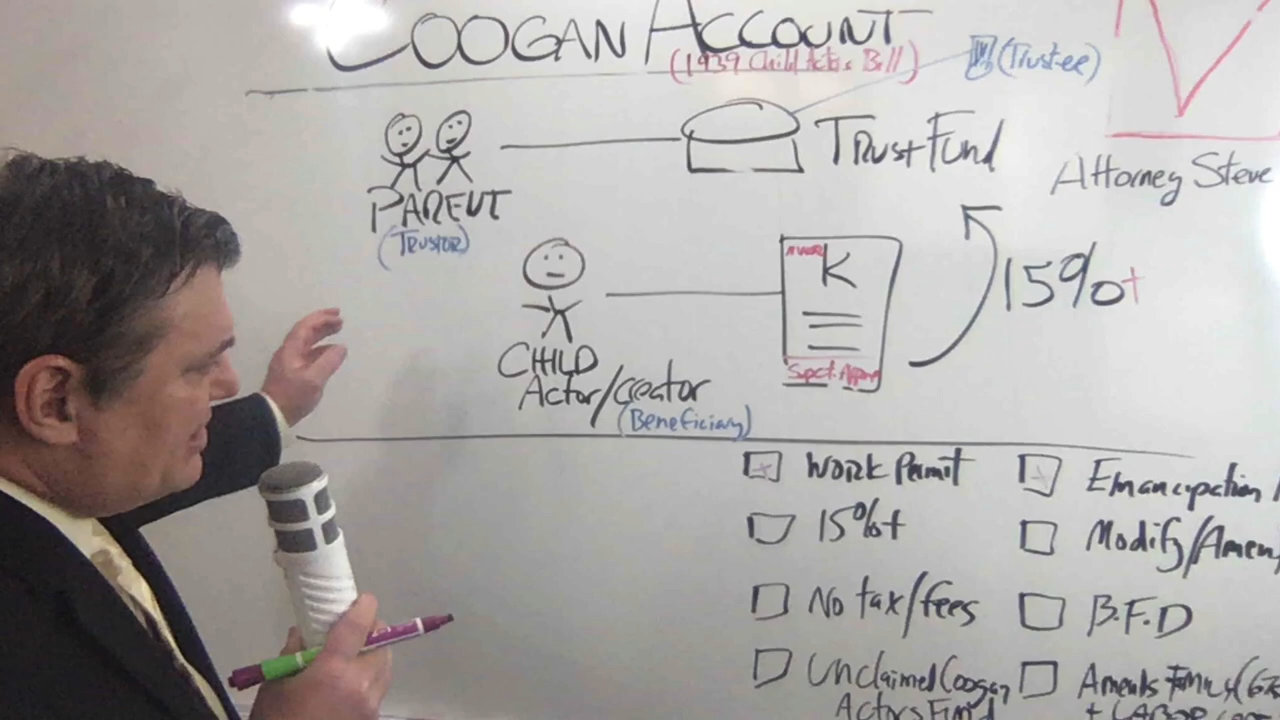 COOGAN ACCOUNT
(1939 Child Actors Bill)
(Trustee)
Trust Fund
Attorney Steve
PARENT
(Trustor)
K
15%+
CHILD
Actor/creator
(Beneficiary)
Work Permit
Emancipation
15%+
Modify/Amen
No tax/fees
B.F.D
Unclaimed Coogan
Actors Fund
+ LABOR